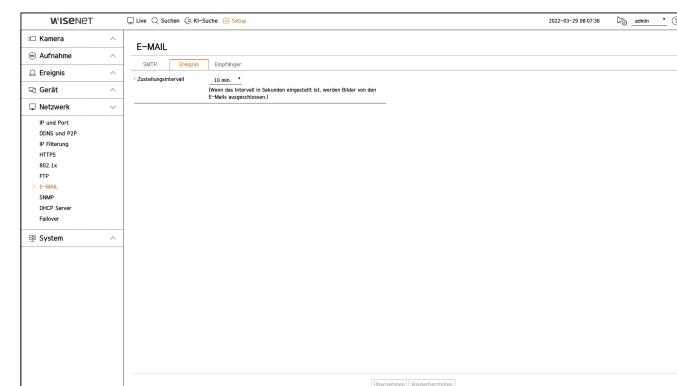 WISENET
Live Suchen KI-Suche Setup
2022-03-29 08:07:36 admin
Kamera
Aufnahme
Ereignis
Gerät
Netzwerk
IP und Port
DDNS und P2P
IP Filterung
HTTPS
802.1x
FTP
E-MAIL
SNMP
DHCP Server
Failover
System
E-MAIL
SMTP Ereignis Empfänger
Zustellungsintervall 10 min.
(Wenn das Intervall in Sekunden eingestellt ist, werden Bilder von den
E-Mails ausgeschlossen.)
Übernehmen Wiederherstellen